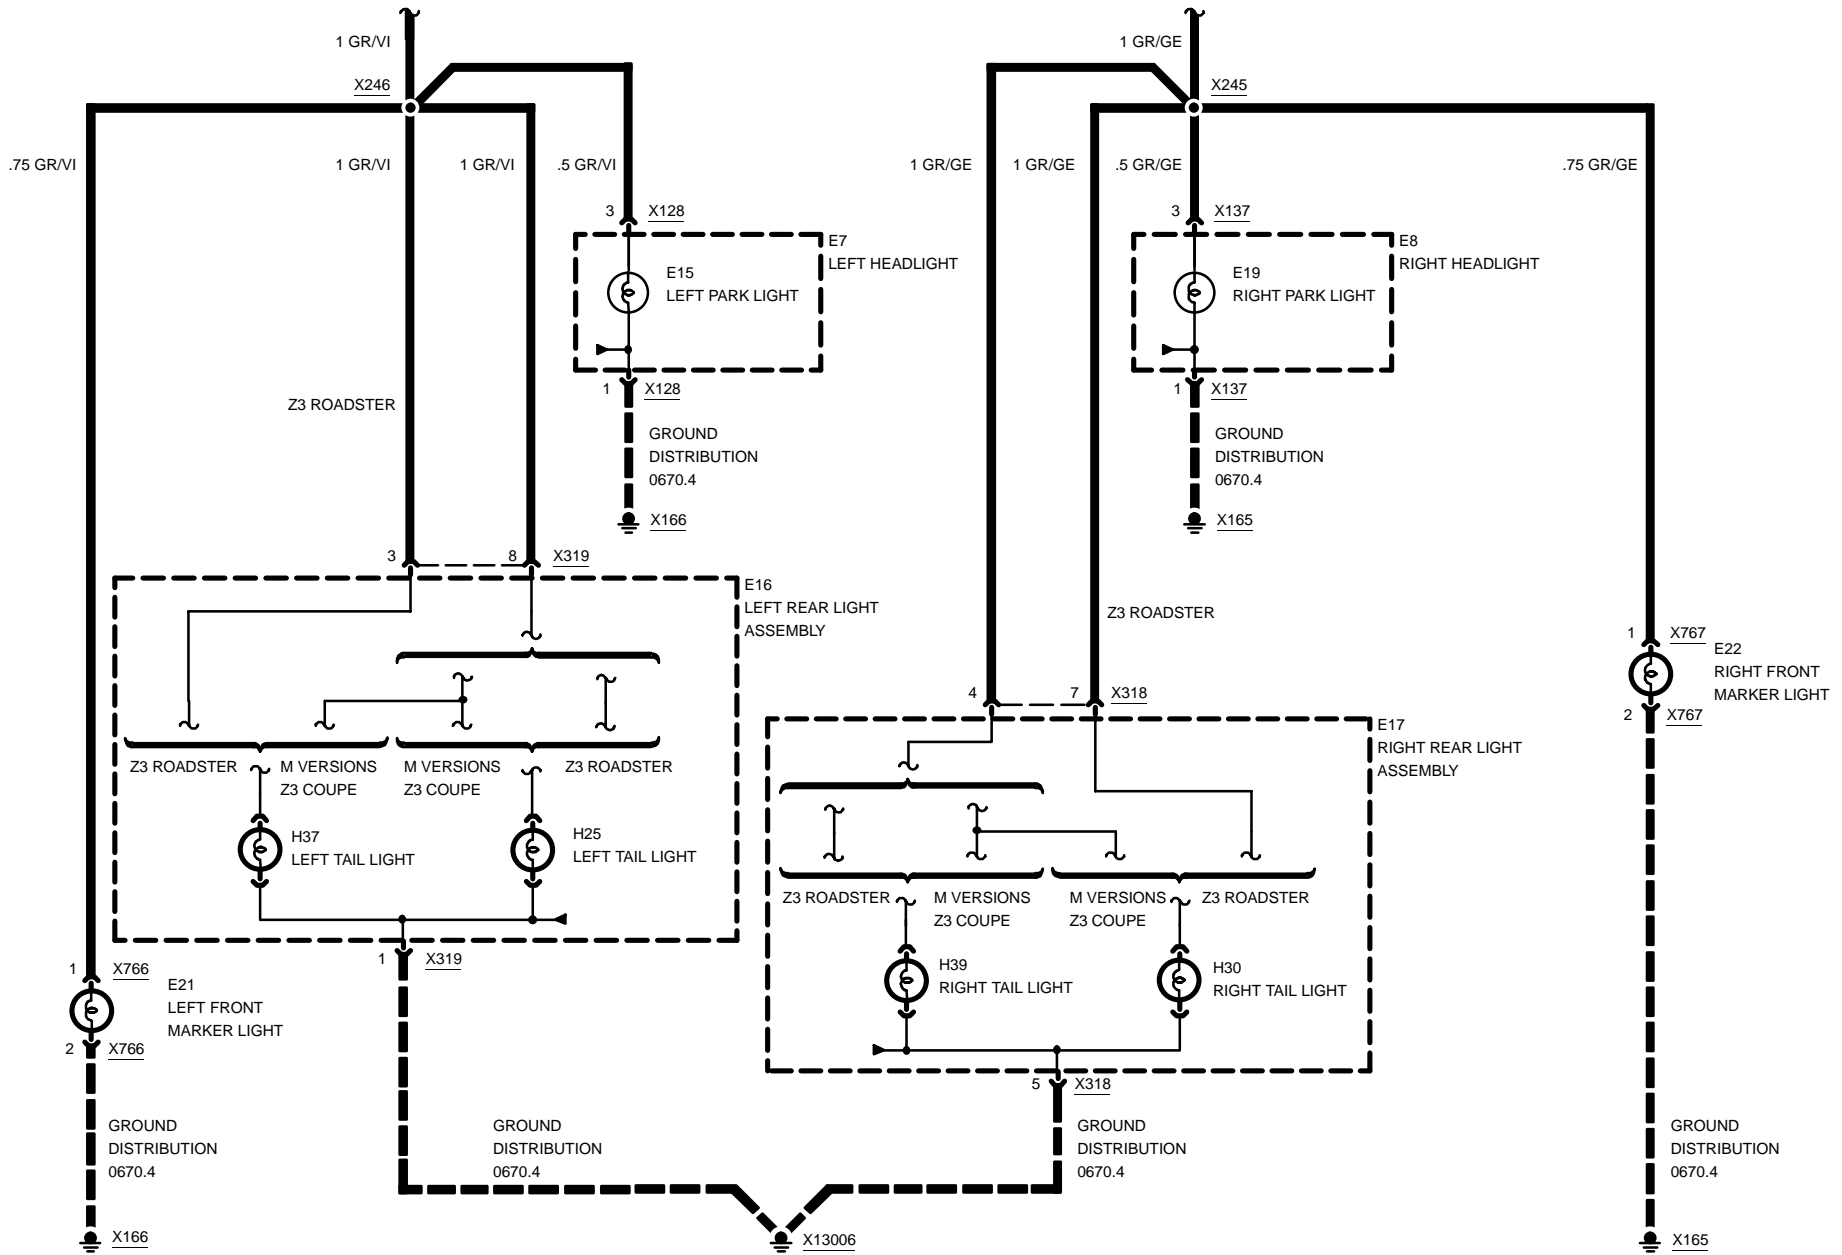 1 GR/VI
1 GR/GE
X246
X245
.75 GR/VI
1 GR/VI
1 GR/VI
.5 GR/VI
1 GR/GE
1 GR/GE
.5 GR/GE
.75 GR/GE
3
X128
3
X137
E7
LEFT HEADLIGHT
E8
RIGHT HEADLIGHT
E15
LEFT PARK LIGHT
E19
RIGHT PARK LIGHT
1
X128
1
X137
Z3 ROADSTER
GROUND
DISTRIBUTION
0670.4
GROUND
DISTRIBUTION
0670.4
X166
X165
3
8
X319
E16
LEFT REAR LIGHT
ASSEMBLY
Z3 ROADSTER
1
X767
E22
RIGHT FRONT
MARKER LIGHT
2
X767
4
7
X318
E17
RIGHT REAR LIGHT
ASSEMBLY
Z3 ROADSTER
M VERSIONS
Z3 COUPE
M VERSIONS
Z3 COUPE
Z3 ROADSTER
H37
LEFT TAIL LIGHT
H25
LEFT TAIL LIGHT
Z3 ROADSTER
M VERSIONS
Z3 COUPE
M VERSIONS
Z3 COUPE
Z3 ROADSTER
1
X319
H39
RIGHT TAIL LIGHT
H30
RIGHT TAIL LIGHT
1
X766
E21
LEFT FRONT
MARKER LIGHT
2
X766
5
X318
GROUND
DISTRIBUTION
0670.4
GROUND
DISTRIBUTION
0670.4
GROUND
DISTRIBUTION
0670.4
GROUND
DISTRIBUTION
0670.4
X166
X13006
X165